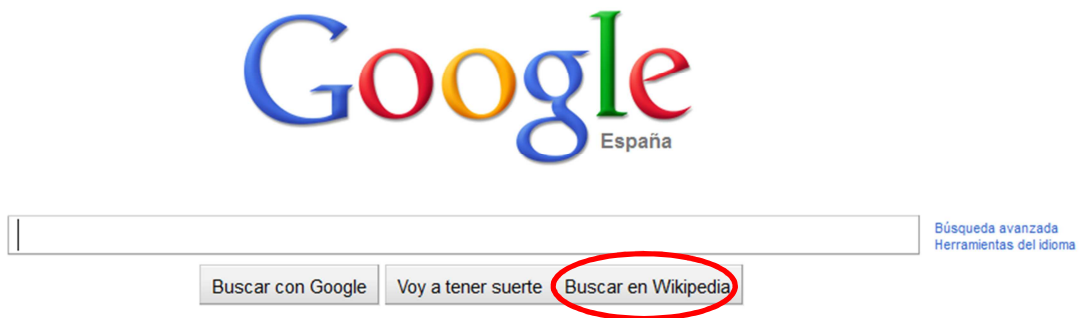 Google
España
Búsqueda avanzada
Herramientas del idioma
Buscar con Google
Voy a tener suerte
Buscar en Wikipedia